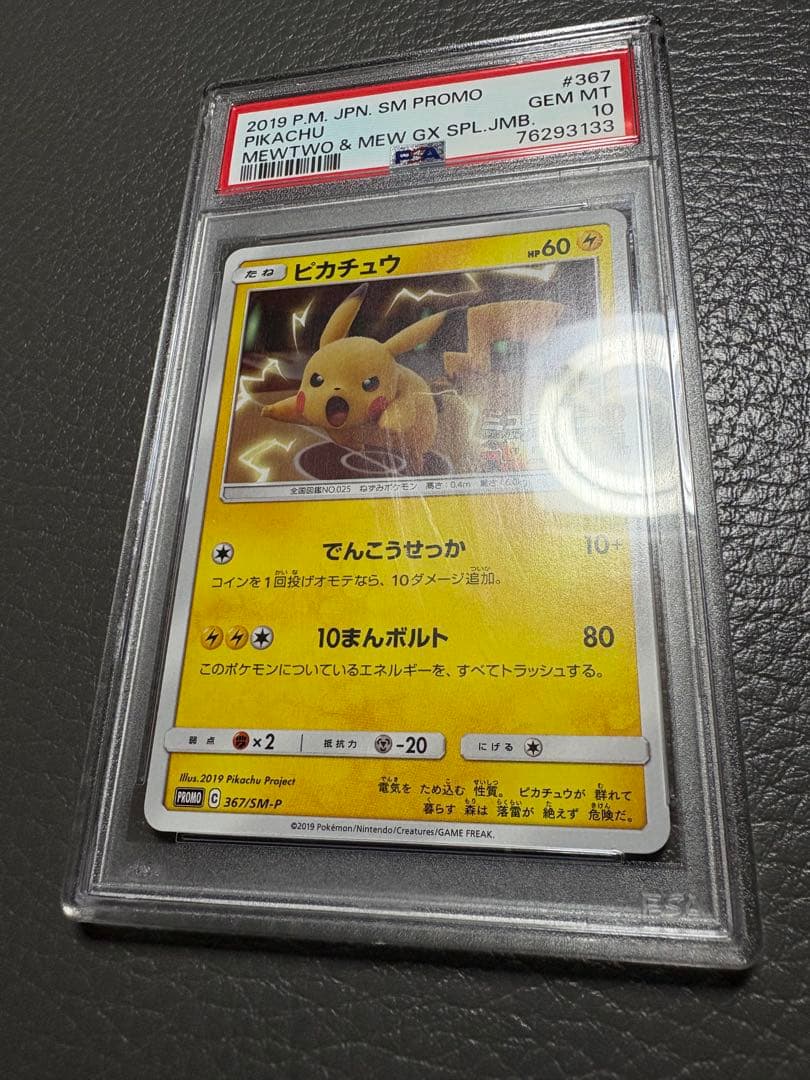 2019 P.M. JPN. SM PROMO #367
PIKACHU GEM MT
MEWTWO & MEW GX SPL.JMB. 10
76293133
PSA
たね ピカチュウ HP60
全国図鑑NO.025 ねずみポケモン 高さ:0.4m 重さ:6.0kg
でんこうせっか 10+
コインを1回投げオモテなら、10ダメージ追加。
10まんボルト 80
このポケモンについているエネルギーを、すべてトラッシュする。
弱点 ×2 抵抗力 -20 にげる
Illus.2019 Pikachu Project
電気を ため込む 性質。 ピカチュウが 群れて
暮らす 森は 落雷が 絶えず 危険だ。
PROMO C 367/SM-P
©2019 Pokémon/Nintendo/Creatures/GAME FREAK.